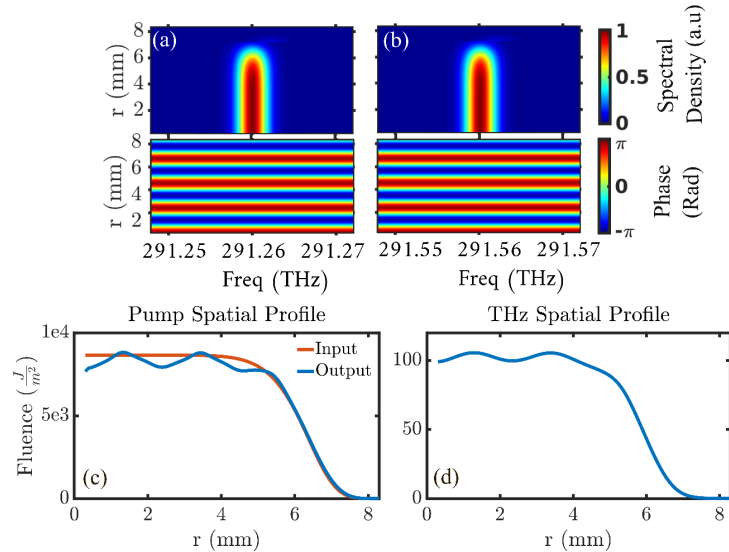 (a)
(b)
8
6
4
2
r (mm)
1
0.5
0
Spectral
Density (a.u)
8
6
4
2
r (mm)
π
0
-π
Phase
(Rad)
291.25 291.26 291.27
291.55 291.56 291.57
Freq (THz)
Freq (THz)
Pump Spatial Profile
THz Spatial Profile
1e4
5e3
0
Fluence (J/m²)
Input
Output
(c)
0 2 4 6 8
r (mm)
100
50
0
(d)
0 2 4 6 8
r (mm)